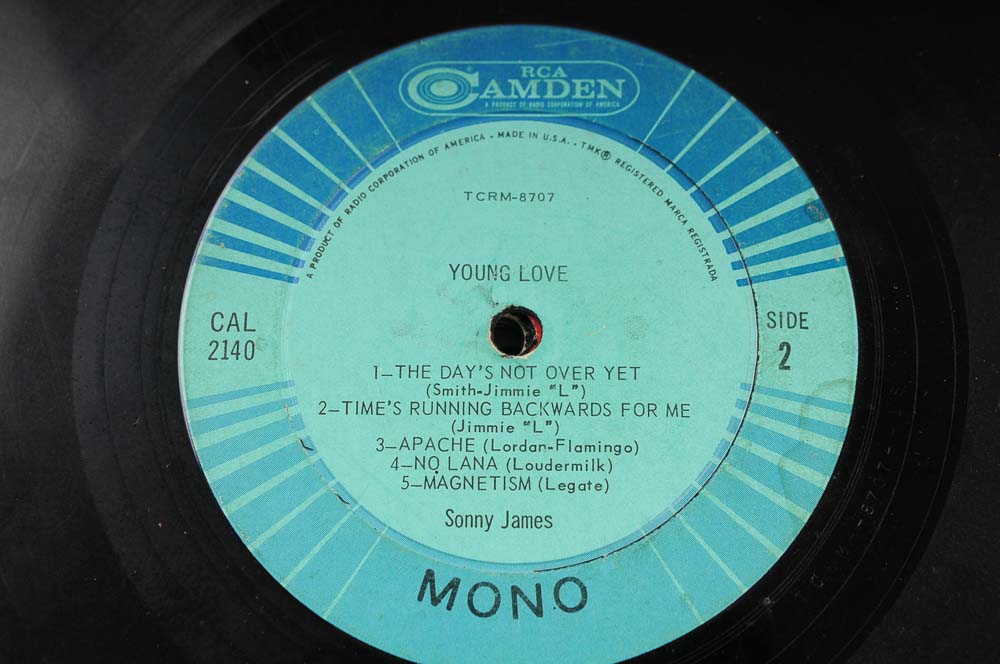 RCA
CAMDEN
A PRODUCT OF RADIO CORPORATION OF AMERICA
A PRODUCT OF RADIO CORPORATION OF AMERICA • MADE IN U.S.A. • TMK ® REGISTERED MARCA REGISTRADA
TCRM-8707
YOUNG LOVE
CAL
2140
SIDE
2
1—THE DAY'S NOT OVER YET
(Smith-Jimmie "L")
2—TIME'S RUNNING BACKWARDS FOR ME
(Jimmie "L")
3—APACHE (Lordan-Flamingo)
4—NO LANA (Loudermilk)
5—MAGNETISM (Legate)
Sonny James
MONO